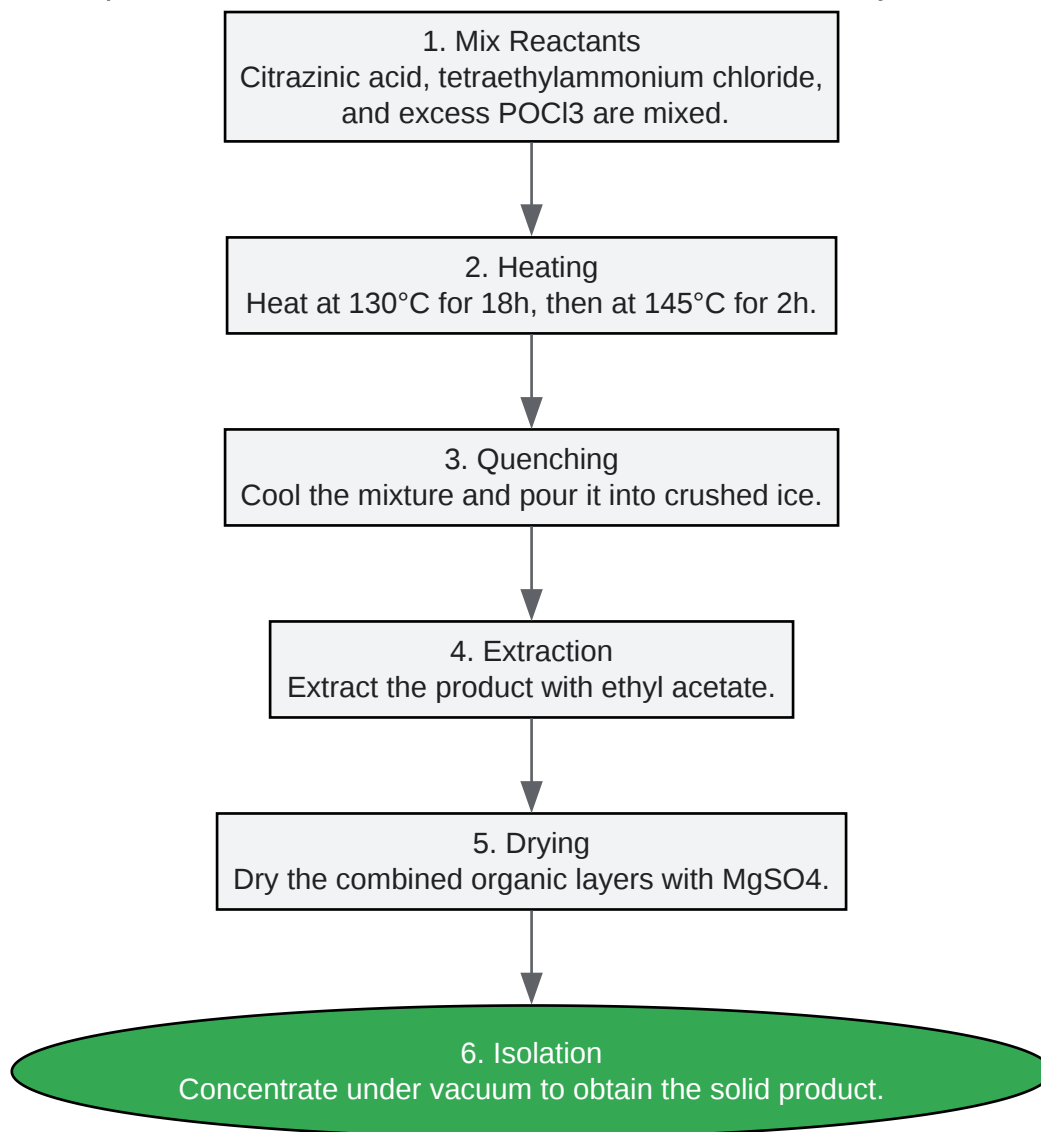 1. Mix Reactants
Citrazinic acid, tetraethylammonium chloride,
and excess POCl3 are mixed.
2. Heating
Heat at 130°C for 18h, then at 145°C for 2h.
3. Quenching
Cool the mixture and pour it into crushed ice.
4. Extraction
Extract the product with ethyl acetate.
5. Drying
Dry the combined organic layers with MgSO4.
6. Isolation
Concentrate under vacuum to obtain the solid product.